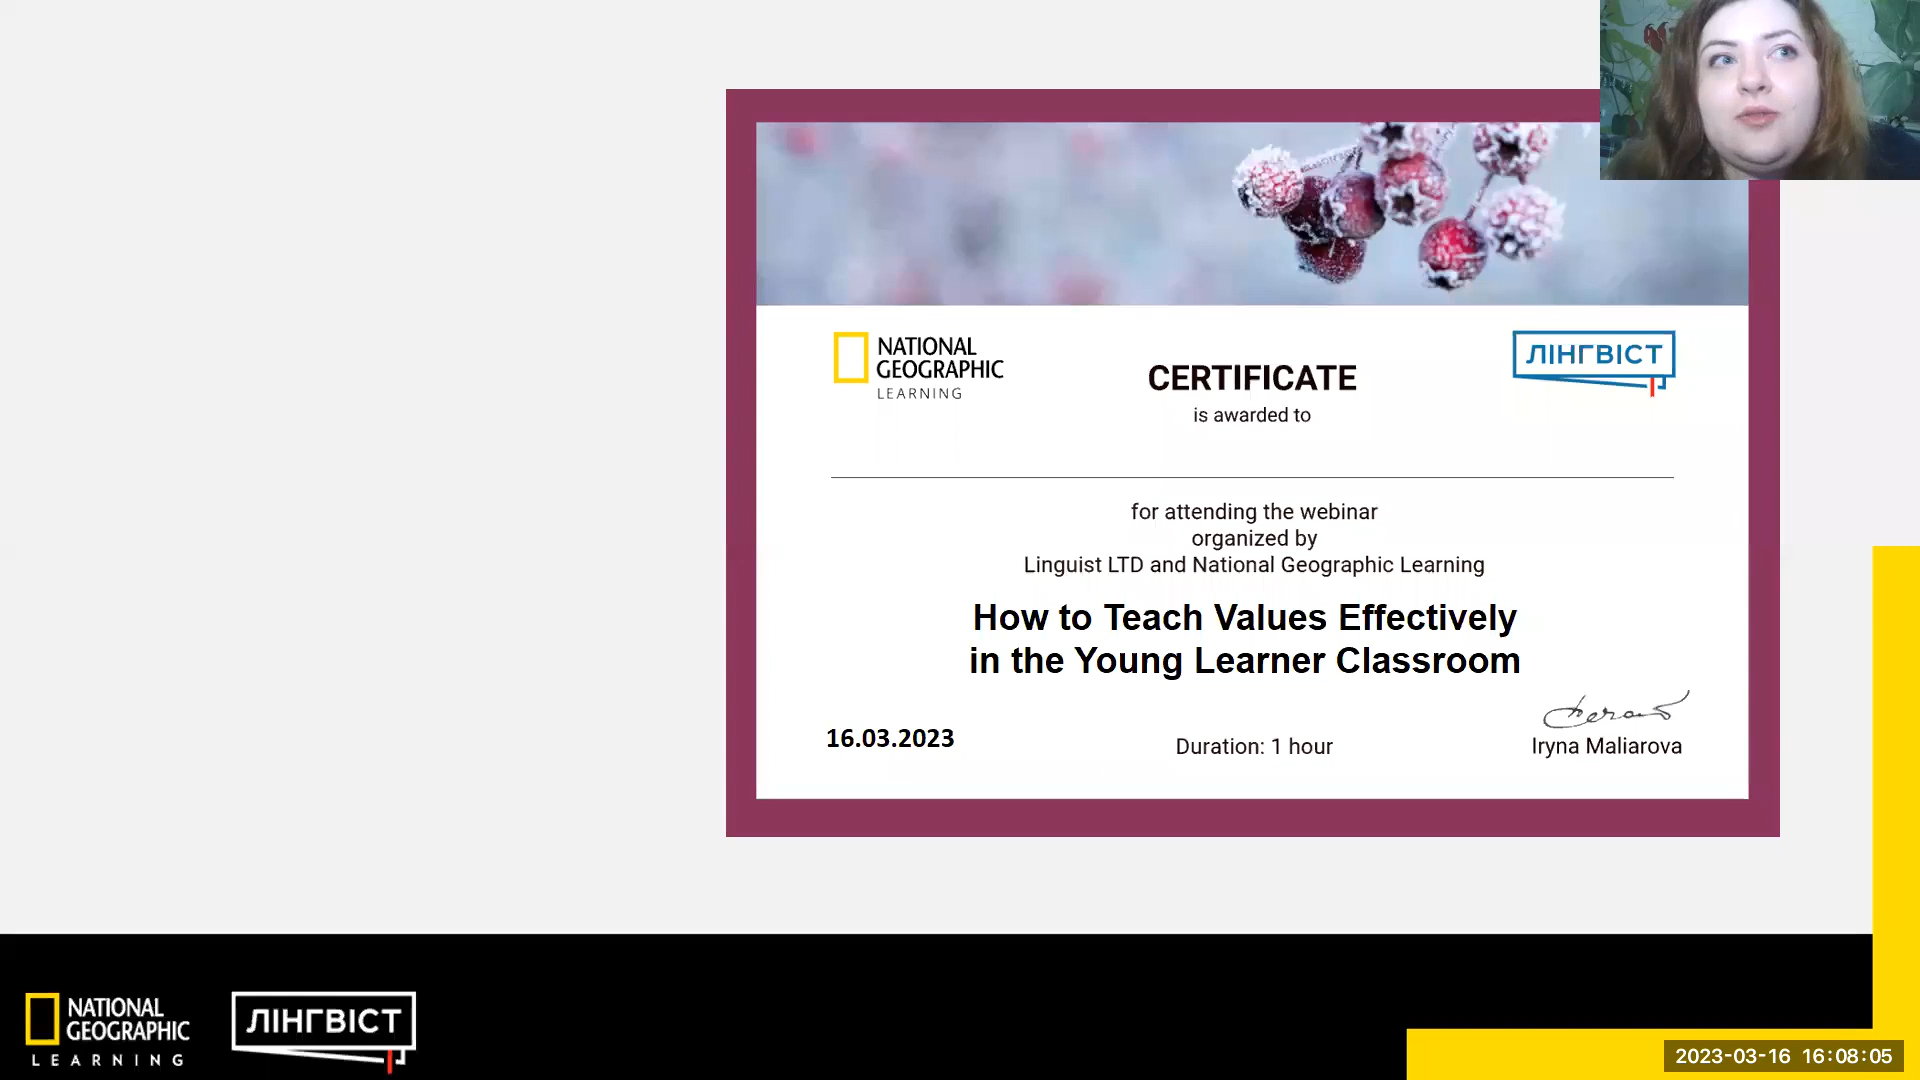 NATIONAL
GEOGRAPHIC
LEARNING
ЛІНГВІСТ
CERTIFICATE
is awarded to
for attending the webinar
organized by
Linguist LTD and National Geographic Learning
How to Teach Values Effectively
in the Young Learner Classroom
16.03.2023
Duration: 1 hour
Iryna Maliarova
NATIONAL
GEOGRAPHIC
LEARNING
ЛІНГВІСТ
2023-03-16 16:08:05